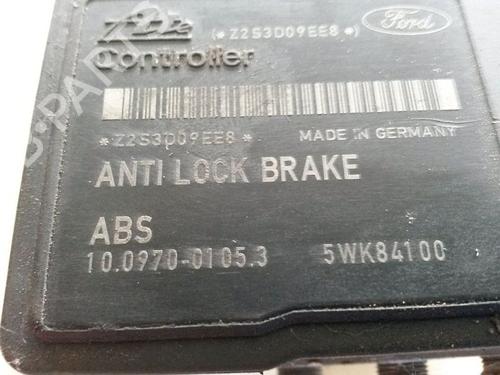 Ate (*Z2S3D09EE8*) Ford
Controller
*Z2S3D09EE8* MADE IN GERMANY
ANTI LOCK BRAKE
ABS
10.0970-0105.3 5WK84100